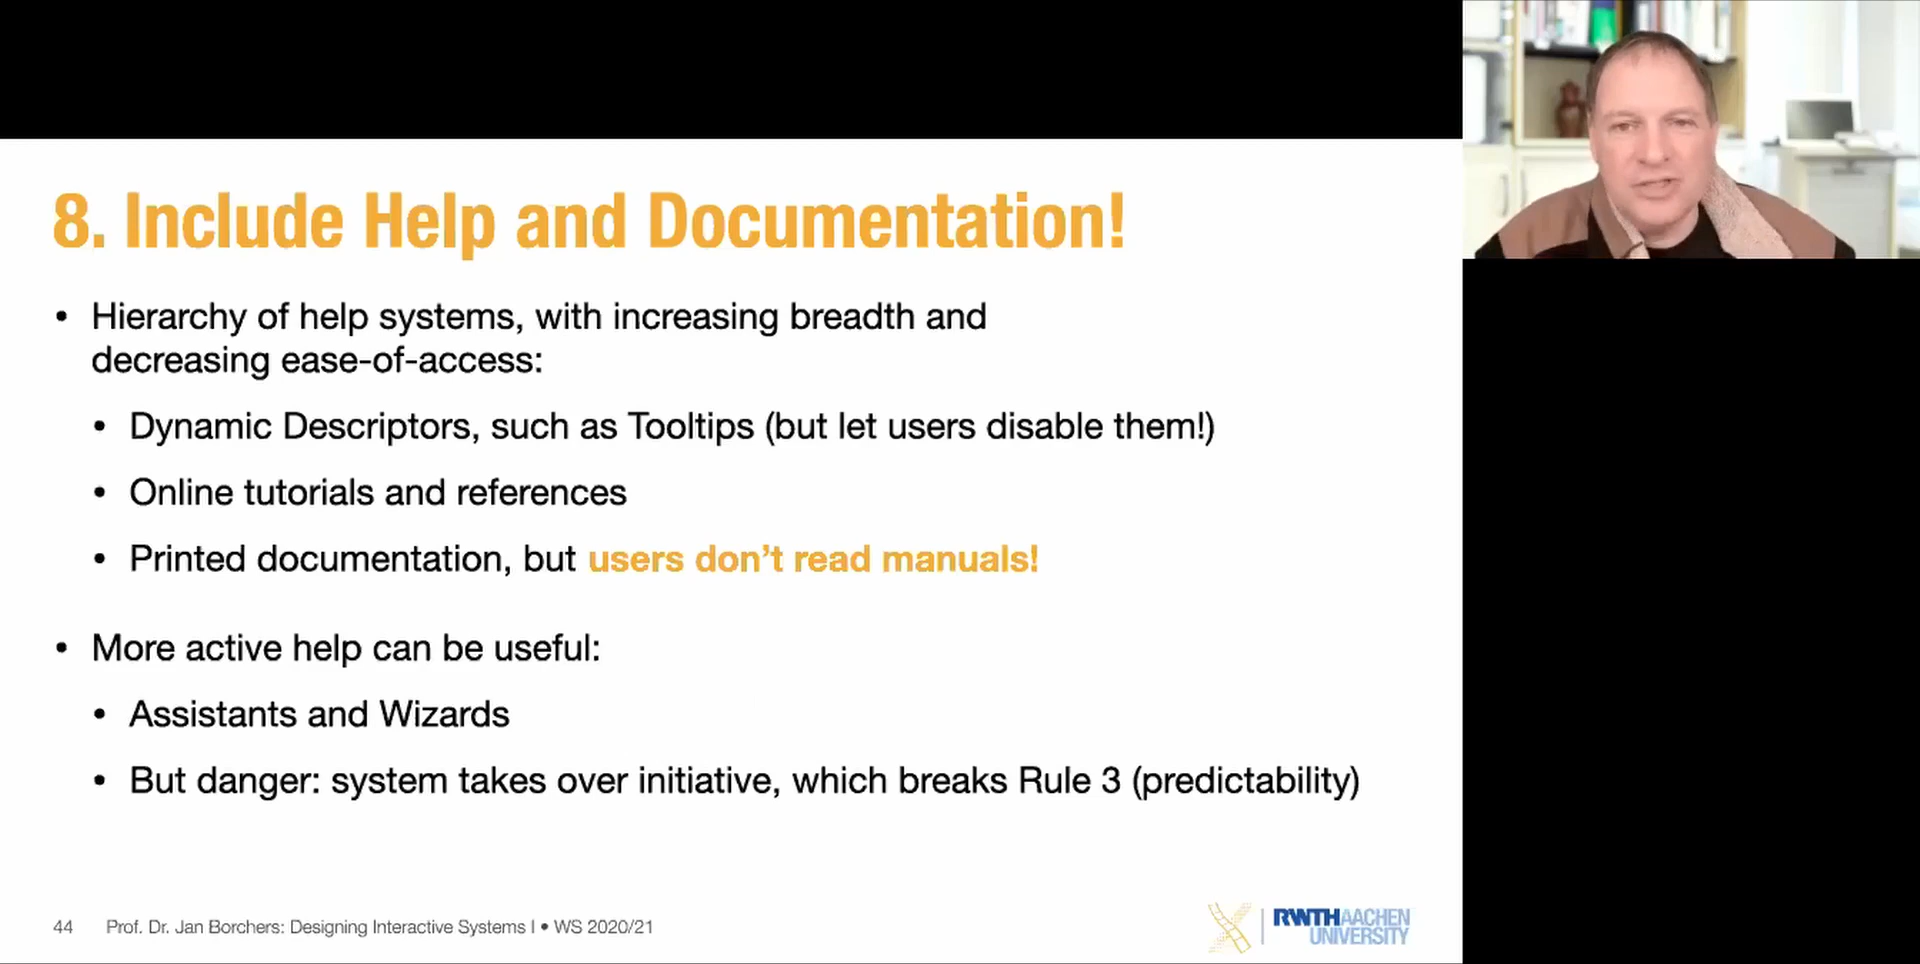 8. Include Help and Documentation!
• Hierarchy of help systems, with increasing breadth and
decreasing ease-of-access:
• Dynamic Descriptors, such as Tooltips (but let users disable them!)
• Online tutorials and references
• Printed documentation, but users don’t read manuals!
• More active help can be useful:
• Assistants and Wizards
• But danger: system takes over initiative, which breaks Rule 3 (predictability)
44 Prof. Dr. Jan Borchers: Designing Interactive Systems I • WS 2020/21
RWTHAACHEN
UNIVERSITY